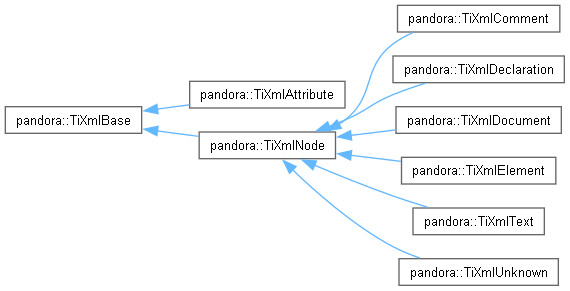 pandora::TiXmlComment
pandora::TiXmlDeclaration
pandora::TiXmlAttribute
pandora::TiXmlBase
pandora::TiXmlDocument
pandora::TiXmlNode
pandora::TiXmlElement
pandora::TiXmlText
pandora::TiXmlUnknown